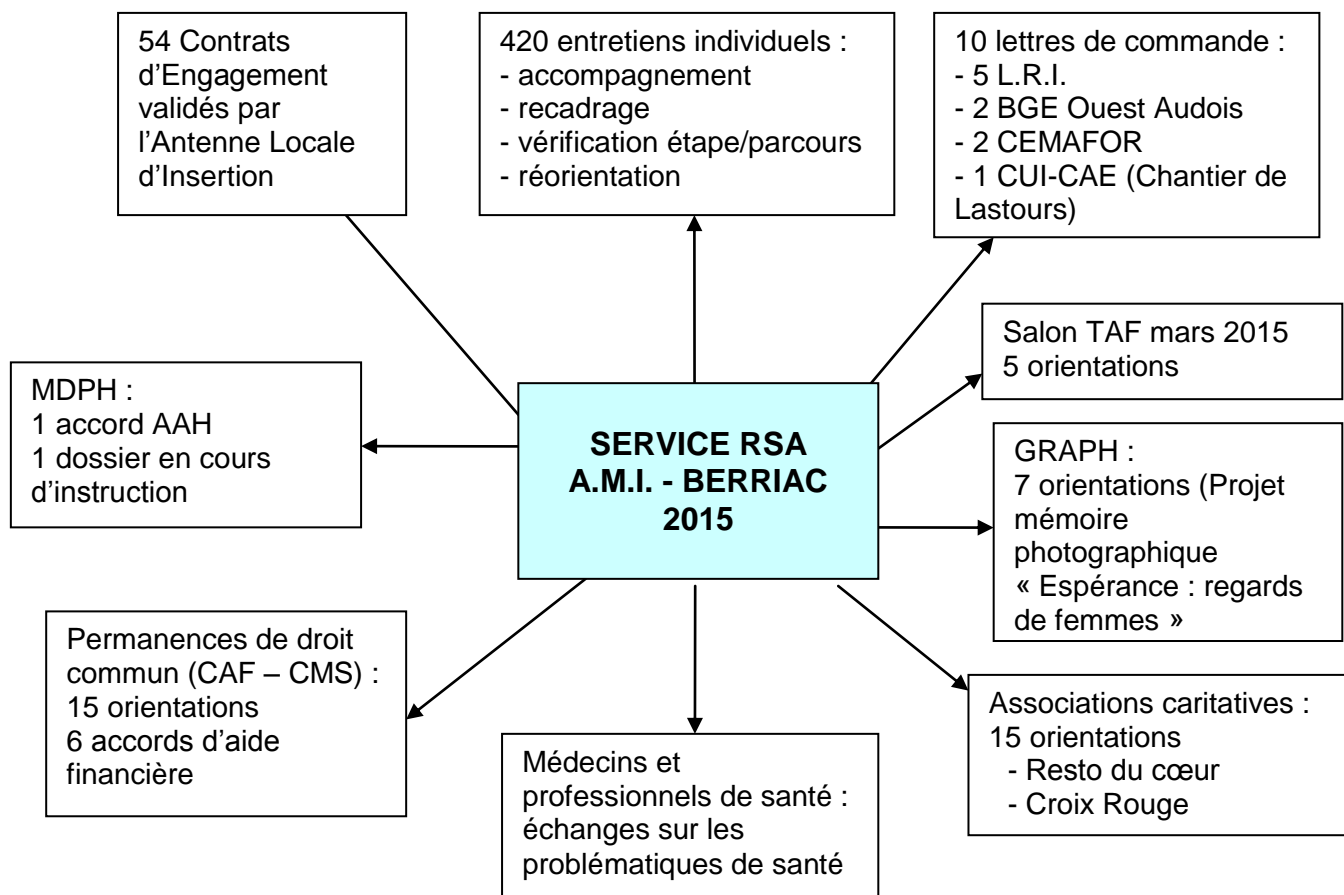 54 Contrats
d’Engagement
validés par
l’Antenne Locale
d’Insertion
420 entretiens individuels :
- accompagnement
- recadrage
- vérification étape/parcours
- réorientation
10 lettres de commande :
- 5 L.R.I.
- 2 BGE Ouest Audois
- 2 CEMAFOR
- 1 CUI-CAE (Chantier de
Lastours)
Salon TAF mars 2015
5 orientations
MDPH :
1 accord AAH
1 dossier en cours
d’instruction
SERVICE RSA
A.M.I. - BERRIAC
2015
GRAPH :
7 orientations (Projet
mémoire
photographique
« Espérance : regards
de femmes »
Permanences de droit
commun (CAF – CMS) :
15 orientations
6 accords d’aide
financière
Médecins et
professionnels de santé :
échanges sur les
problématiques de santé
Associations caritatives :
15 orientations
- Resto du cœur
- Croix Rouge